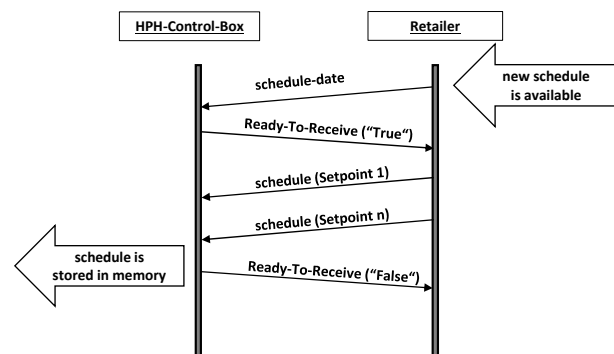 HPH-Control-Box
Retailer
new schedule
is available
schedule-date
Ready-To-Receive (“True“)
schedule (Setpoint 1)
schedule (Setpoint n)
schedule is
stored in memory
Ready-To-Receive (“False“)